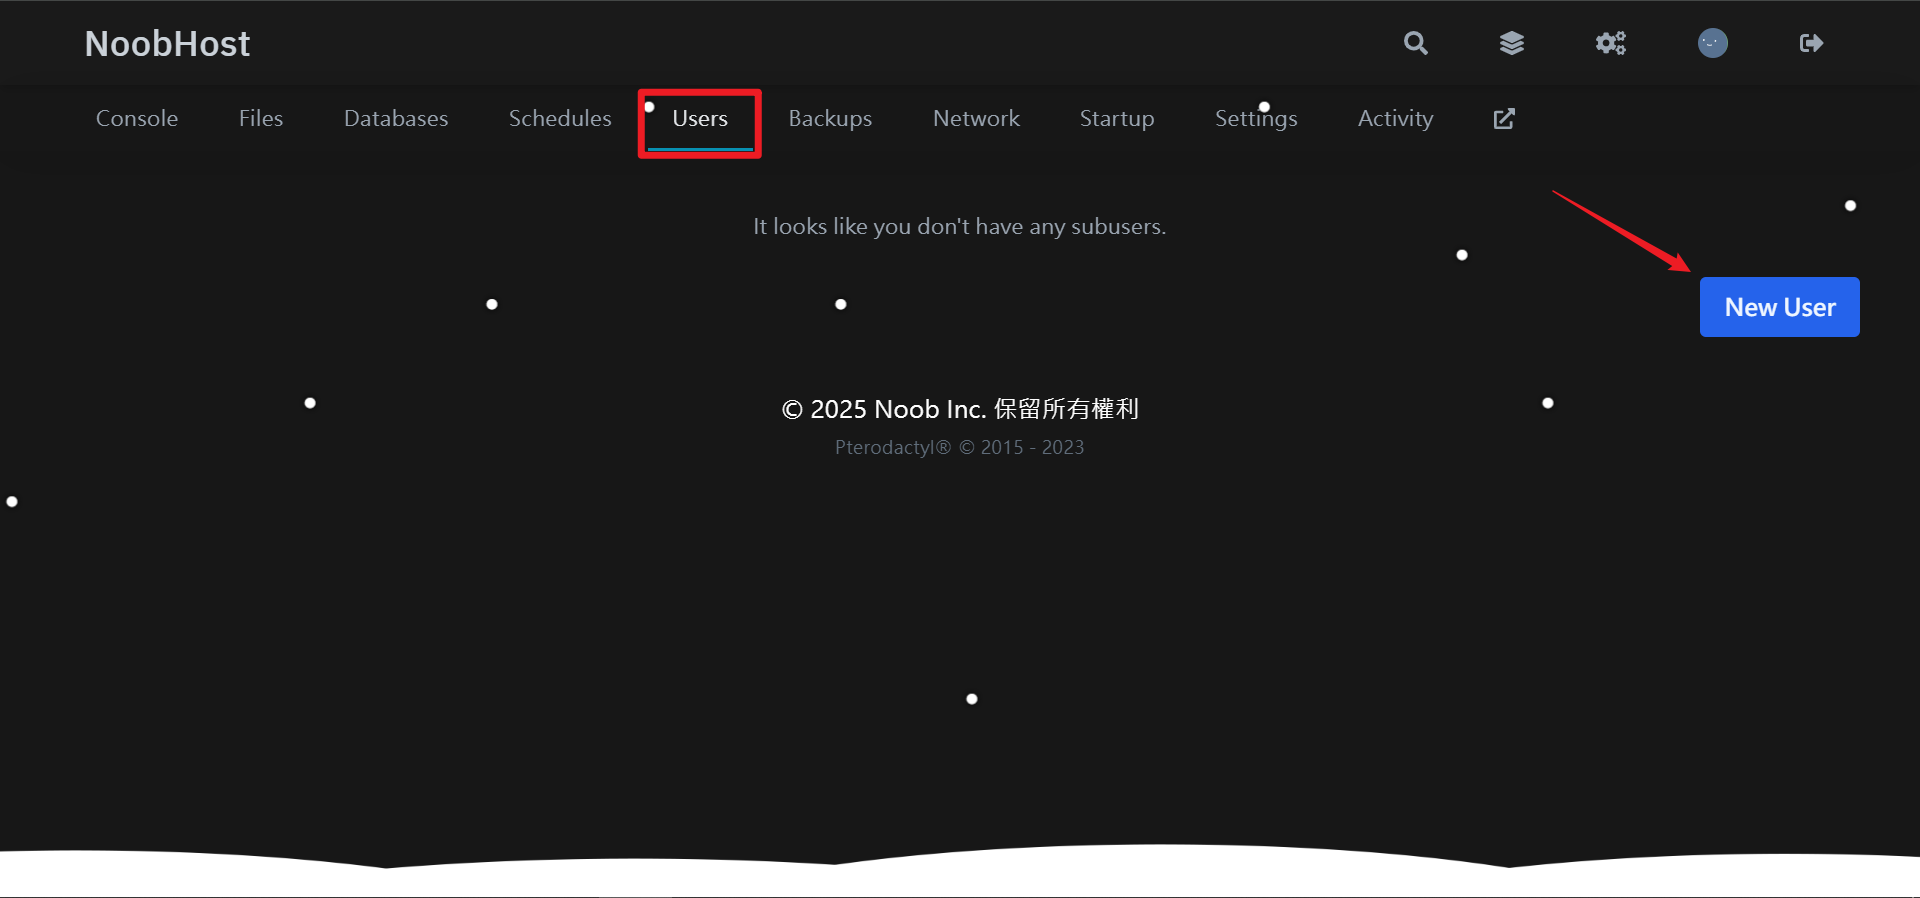 NoobHost
Console Files Databases Schedules Users Backups Network Startup Settings Activity
It looks like you don't have any subusers.
New User
© 2025 Noob Inc. 保留所有權利
Pterodactyl® © 2015 - 2023